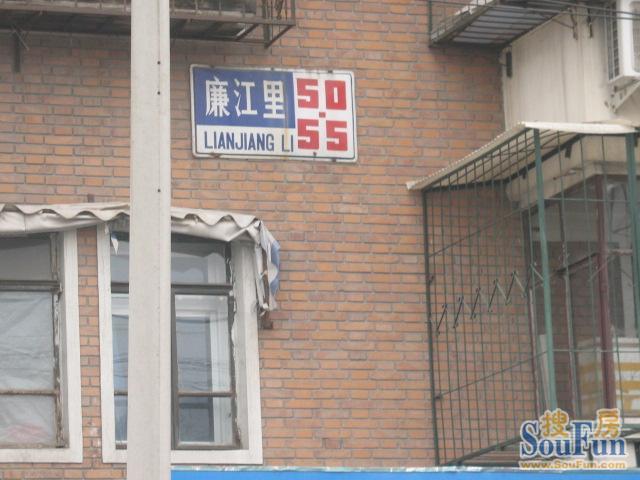 廉江里 50·55
LIANJIANG LI
搜房
SouFun
www.SouFun.com